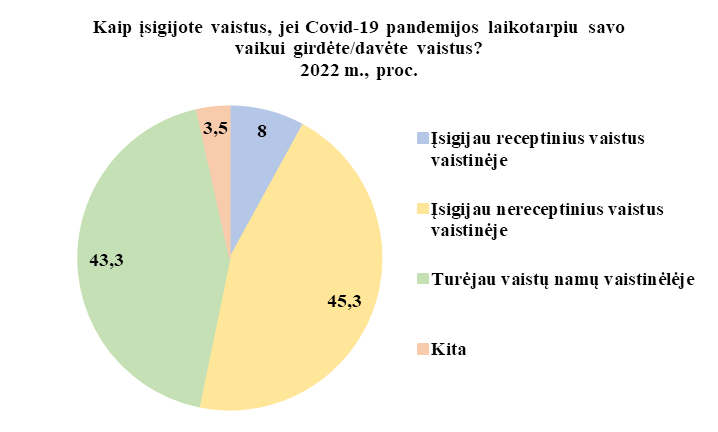 Kaip įsigijote vaistus, jei Covid-19 pandemijos laikotarpiu savo
vaikui girdėte/davėte vaistus?
2022 m., proc.
3,5
8
43,3
45,3
Įsigijau receptinius vaistus
vaistinėje
Įsigijau nereceptinius vaistus
vaistinėje
Turėjau vaistų namų vaistinėlėje
Kita